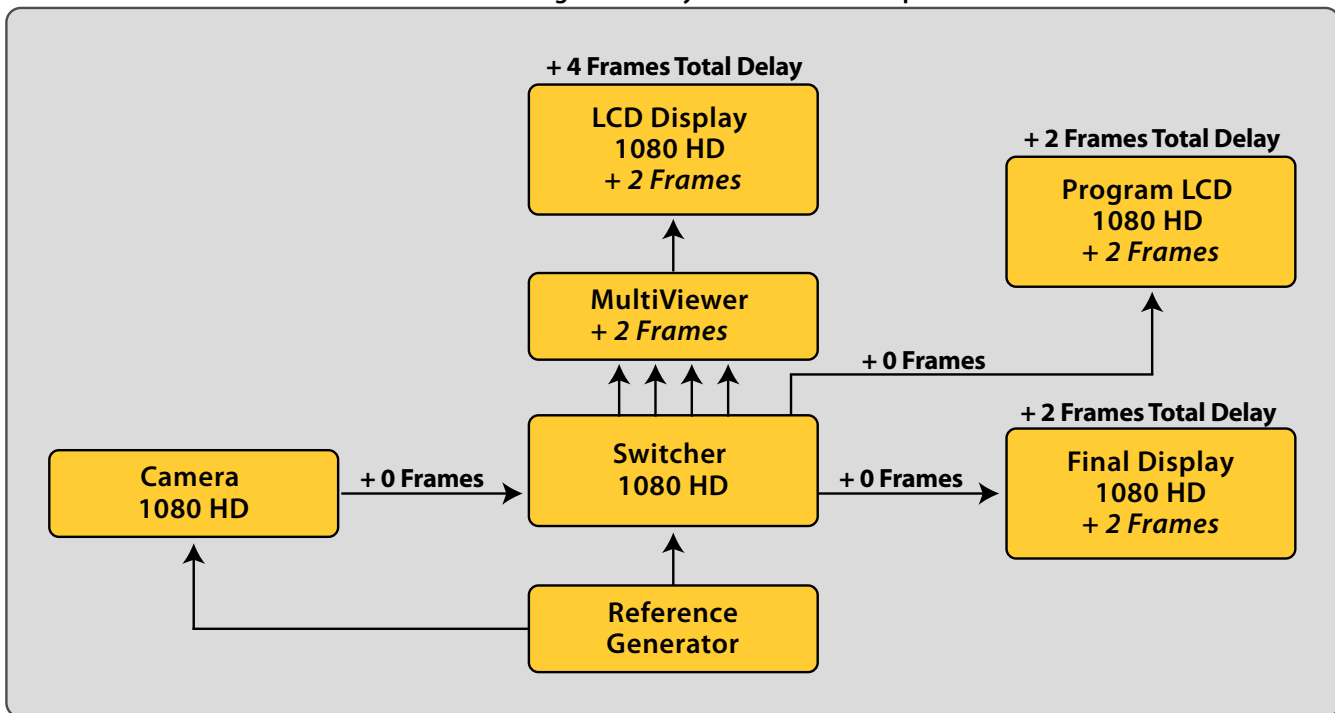 + 4 Frames Total Delay
LCD Display
1080 HD
+ 2 Frames
+ 2 Frames Total Delay
Program LCD
1080 HD
+ 2 Frames
MultiViewer
+ 2 Frames
+ 0 Frames
+ 2 Frames Total Delay
Camera
1080 HD
+ 0 Frames
Switcher
1080 HD
+ 0 Frames
Final Display
1080 HD
+ 2 Frames
Reference
Generator